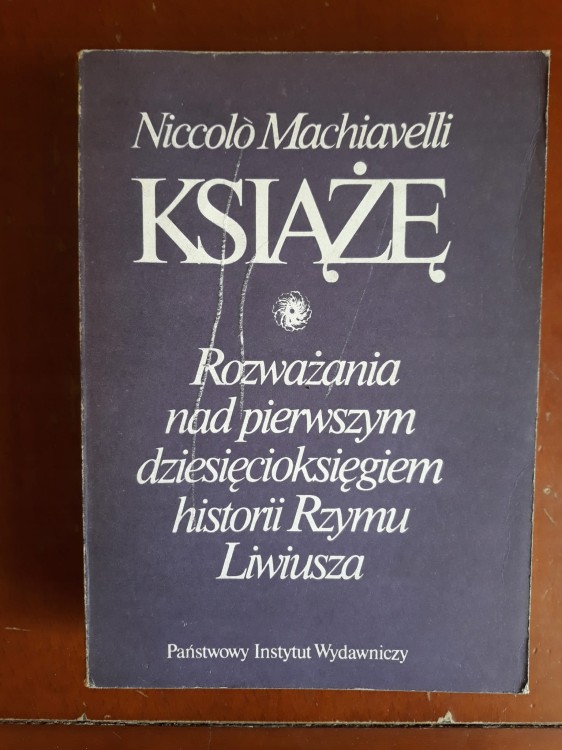 Niccolò Machiavelli
KSIĄŻĘ
Rozważania
nad pierwszym
dziesięcioksięgiem
historii Rzymu
Liwiusza
Państwowy Instytut Wydawniczy